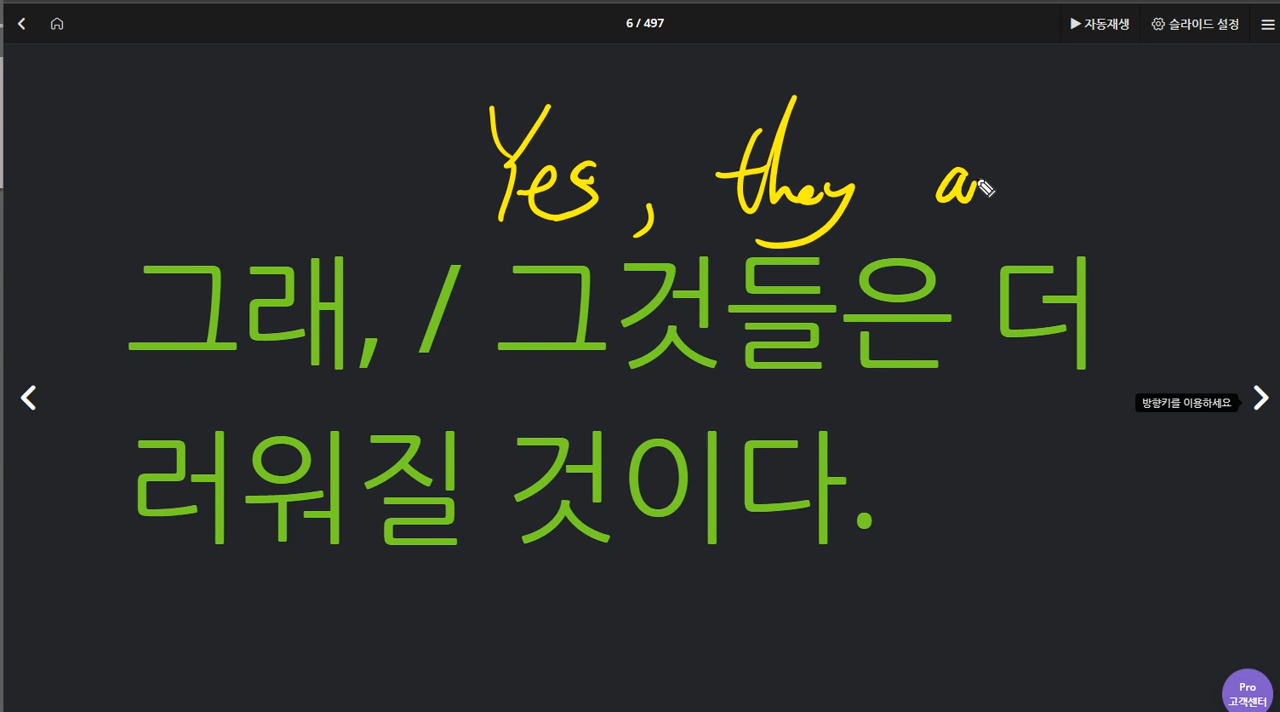 6 / 497
▶ 자동재생
슬라이드 설정
Yes, they a
그래, / 그것들은 더
방향키를 이용하세요
러워질 것이다.
Pro
고객센터